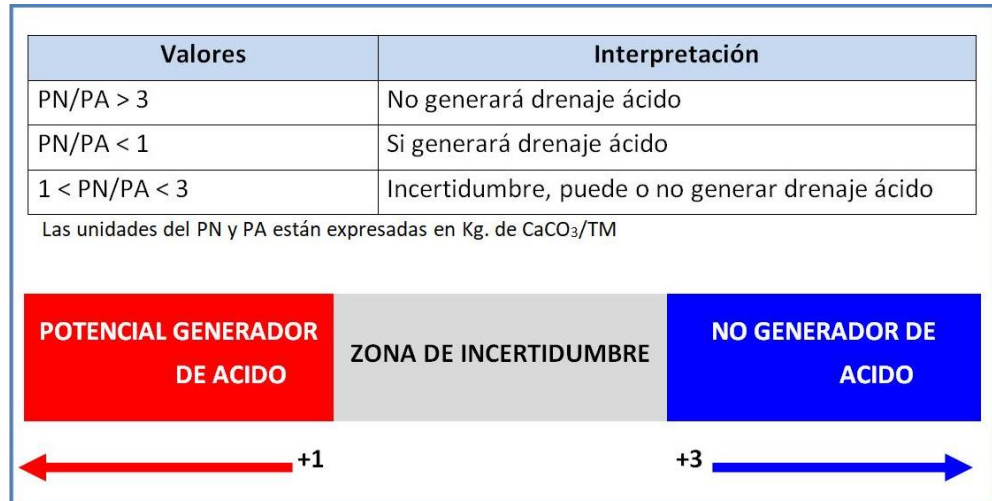 Valores Interpretación
PN/PA > 3 No generará drenaje ácido
PN/PA < 1 Si generará drenaje ácido
1 < PN/PA < 3 Incertidumbre, puede o no generar drenaje ácido
Las unidades del PN y PA están expresadas en Kg. de CaCO₃/TM
POTENCIAL GENERADOR
DE ACIDO
ZONA DE INCERTIDUMBRE
NO GENERADOR DE
ACIDO
+1 +3